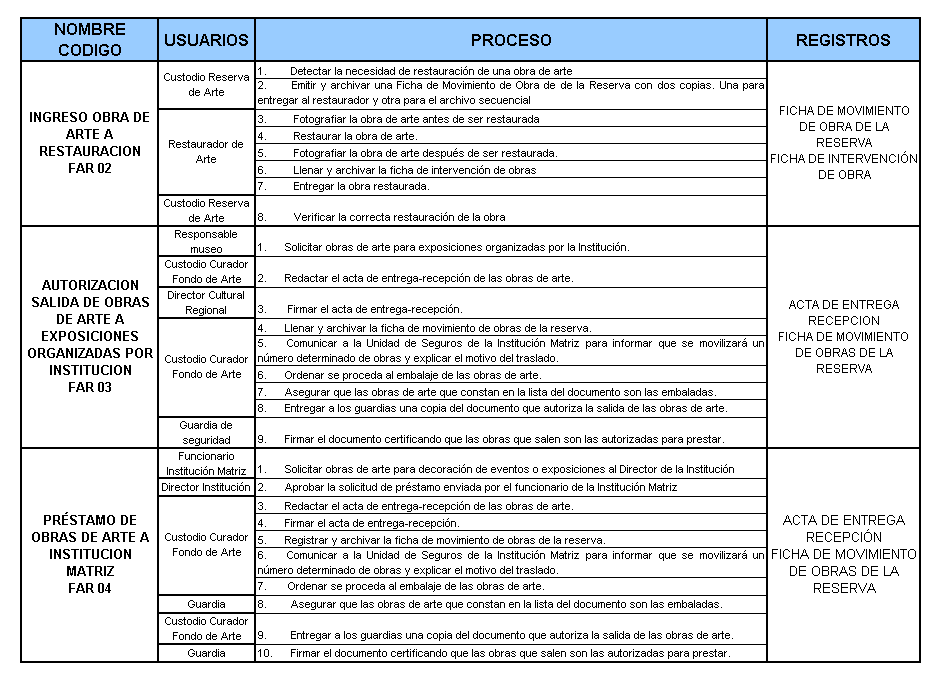 NOMBRE
CODIGO
USUARIOS
PROCESO
REGISTROS
INGRESO OBRA DE
ARTE A
RESTAURACION
FAR 02
Custodio Reserva
de Arte
1. Detectar la necesidad de restauración de una obra de arte
2. Emitir y archivar una Ficha de Movimiento de Obra de de la Reserva con dos copias. Una para
entregar al restaurador y otra para el archivo secuencial
Restaurador de
Arte
3. Fotografiar la obra de arte antes de ser restaurada
4. Restaurar la obra de arte.
5. Fotografiar la obra de arte después de ser restaurada.
6. Llenar y archivar la ficha de intervención de obras
7. Entregar la obra restaurada.
Custodio Reserva
de Arte
8. Verificar la correcta restauración de la obra
FICHA DE MOVIMIENTO
DE OBRA DE LA
RESERVA
FICHA DE INTERVENCIÓN
DE OBRA
AUTORIZACION
SALIDA DE OBRAS
DE ARTE A
EXPOSICIONES
ORGANIZADAS POR
INSTITUCION
FAR 03
Responsable
museo
1. Solicitar obras de arte para exposiciones organizadas por la Institución.
Custodio Curador
Fondo de Arte
2. Redactar el acta de entrega-recepción de las obras de arte.
Director Cultural
Regional
3. Firmar el acta de entrega-recepción.
Custodio Curador
Fondo de Arte
4. Llenar y archivar la ficha de movimiento de obras de la reserva.
5. Comunicar a la Unidad de Seguros de la Institución Matriz para informar que se movilizará un
número determinado de obras y explicar el motivo del traslado.
6. Ordenar se proceda al embalaje de las obras de arte.
7. Asegurar que las obras de arte que constan en la lista del documento son las embaladas.
8. Entregar a los guardias una copia del documento que autoriza la salida de las obras de arte.
Guardia de
seguridad
9. Firmar el documento certificando que las obras que salen son las autorizadas para prestar.
ACTA DE ENTREGA
RECEPCION
FICHA DE MOVIMIENTO
DE OBRAS DE LA
RESERVA
PRÉSTAMO DE
OBRAS DE ARTE A
INSTITUCION
MATRIZ
FAR 04
Funcionario
Institución Matriz
1. Solicitar obras de arte para decoración de eventos o exposiciones al Director de la Institución
Director Institución
2. Aprobar la solicitud de préstamo enviada por el funcionario de la Institución Matriz
Custodio Curador
Fondo de Arte
3. Redactar el acta de entrega-recepción de las obras de arte.
4. Firmar el acta de entrega-recepción.
5. Registrar y archivar la ficha de movimiento de obras de la reserva.
6. Comunicar a la Unidad de Seguros de la Institución Matriz para informar que se movilizará un
número determinado de obras y explicar el motivo del traslado.
7. Ordenar se proceda al embalaje de las obras de arte.
Guardia
8. Asegurar que las obras de arte que constan en la lista del documento son las embaladas.
Custodio Curador
Fondo de Arte
9. Entregar a los guardias una copia del documento que autoriza la salida de las obras de arte.
Guardia
10. Firmar el documento certificando que las obras que salen son las autorizadas para prestar.
ACTA DE ENTREGA
RECEPCIÓN
FICHA DE MOVIMIENTO
DE OBRAS DE LA
RESERVA